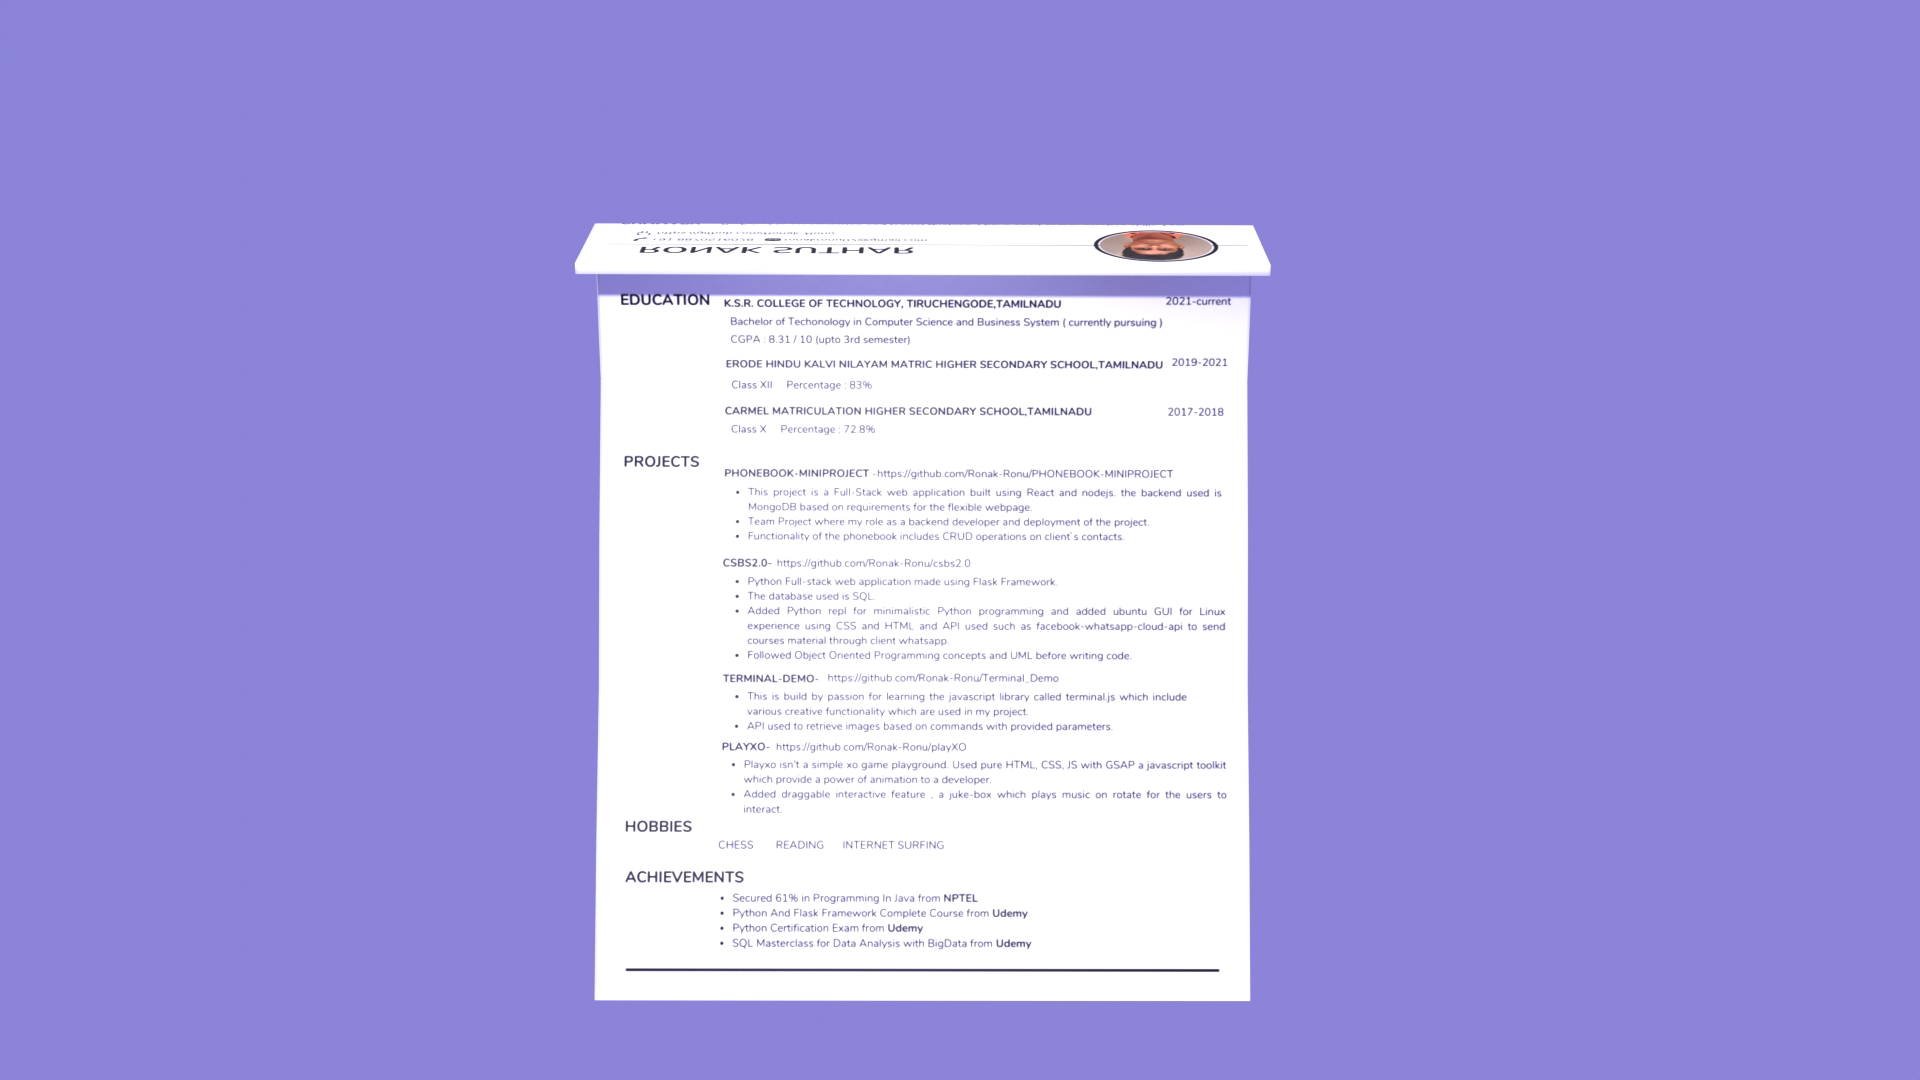 RONAK SUTHAR
EDUCATION
K.S.R. COLLEGE OF TECHNOLOGY, TIRUCHENGODE,TAMILNADU 2021-current
Bachelor of Techonology in Computer Science and Business System ( currently pursuing )
CGPA : 8.31 / 10 (upto 3rd semester)
ERODE HINDU KALVI NILAYAM MATRIC HIGHER SECONDARY SCHOOL,TAMILNADU 2019-2021
Class XII Percentage : 83%
CARMEL MATRICULATION HIGHER SECONDARY SCHOOL,TAMILNADU 2017-2018
Class X Percentage : 72.8%
PROJECTS
PHONEBOOK-MINIPROJECT -https://github.com/Ronak-Ronu/PHONEBOOK-MINIPROJECT
• This project is a Full-Stack web application built using React and nodejs. the backend used is
MongoDB based on requirements for the flexible webpage.
• Team Project where my role as a backend developer and deployment of the project.
• Functionality of the phonebook includes CRUD operations on client's contacts.
CSBS2.0- https://github.com/Ronak-Ronu/csbs2.0
• Python Full-stack web application made using Flask Framework.
• The database used is SQL.
• Added Python repl for minimalistic Python programming and added ubuntu GUI for Linux
experience using CSS and HTML and API used such as facebook-whatsapp-cloud-api to send
courses material through client whatsapp.
• Followed Object Oriented Programming concepts and UML before writing code.
TERMINAL-DEMO- https://github.com/Ronak-Ronu/Terminal_Demo
• This is build by passion for learning the javascript library called terminal.js which include
various creative functionality which are used in my project.
• API used to retrieve images based on commands with provided parameters.
PLAYXO- https://github.com/Ronak-Ronu/playXO
• Playxo isn't a simple xo game playground. Used pure HTML, CSS, JS with GSAP a javascript toolkit
which provide a power of animation to a developer.
• Added draggable interactive feature , a juke-box which plays music on rotate for the users to
interact.
HOBBIES
CHESS READING INTERNET SURFING
ACHIEVEMENTS
• Secured 61% in Programming In Java from NPTEL
• Python And Flask Framework Complete Course from Udemy
• Python Certification Exam from Udemy
• SQL Masterclass for Data Analysis with BigData from Udemy